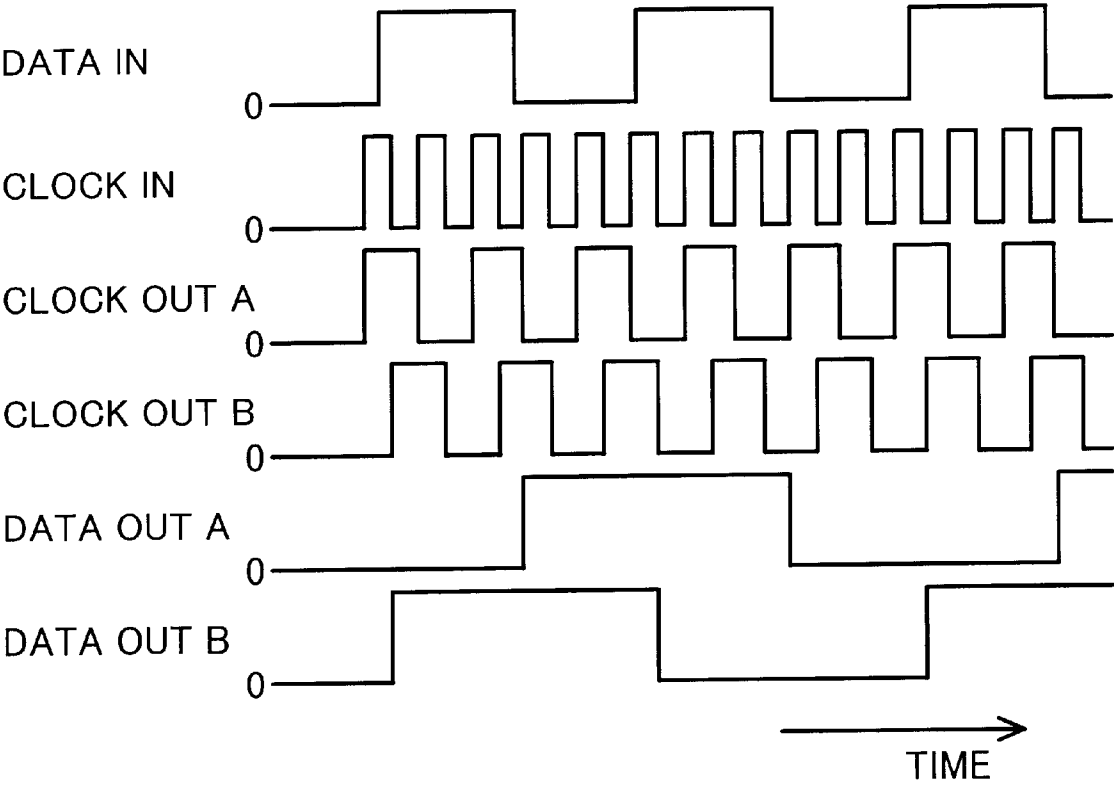 DATA IN
0
CLOCK IN
0
CLOCK OUT A
0
CLOCK OUT B
0
DATA OUT A
0
DATA OUT B
0
TIME